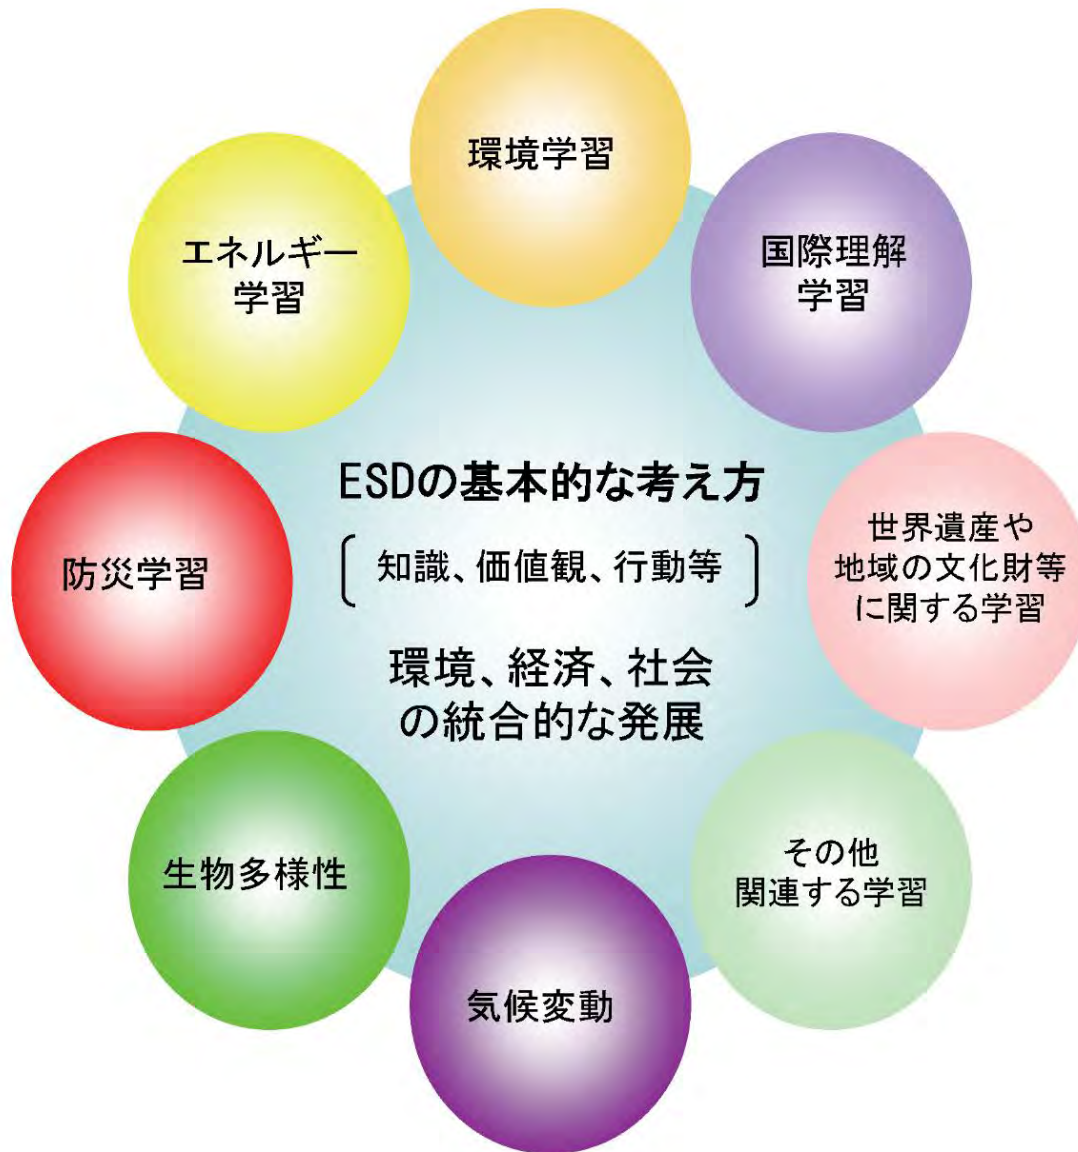 環境学習
国際理解
学習
世界遺産や
地域の文化財等
に関する学習
その他
関連する学習
気候変動
生物多様性
防災学習
エネルギー
学習
ESDの基本的な考え方
知識、価値観、行動等
環境、経済、社会
の統合的な発展